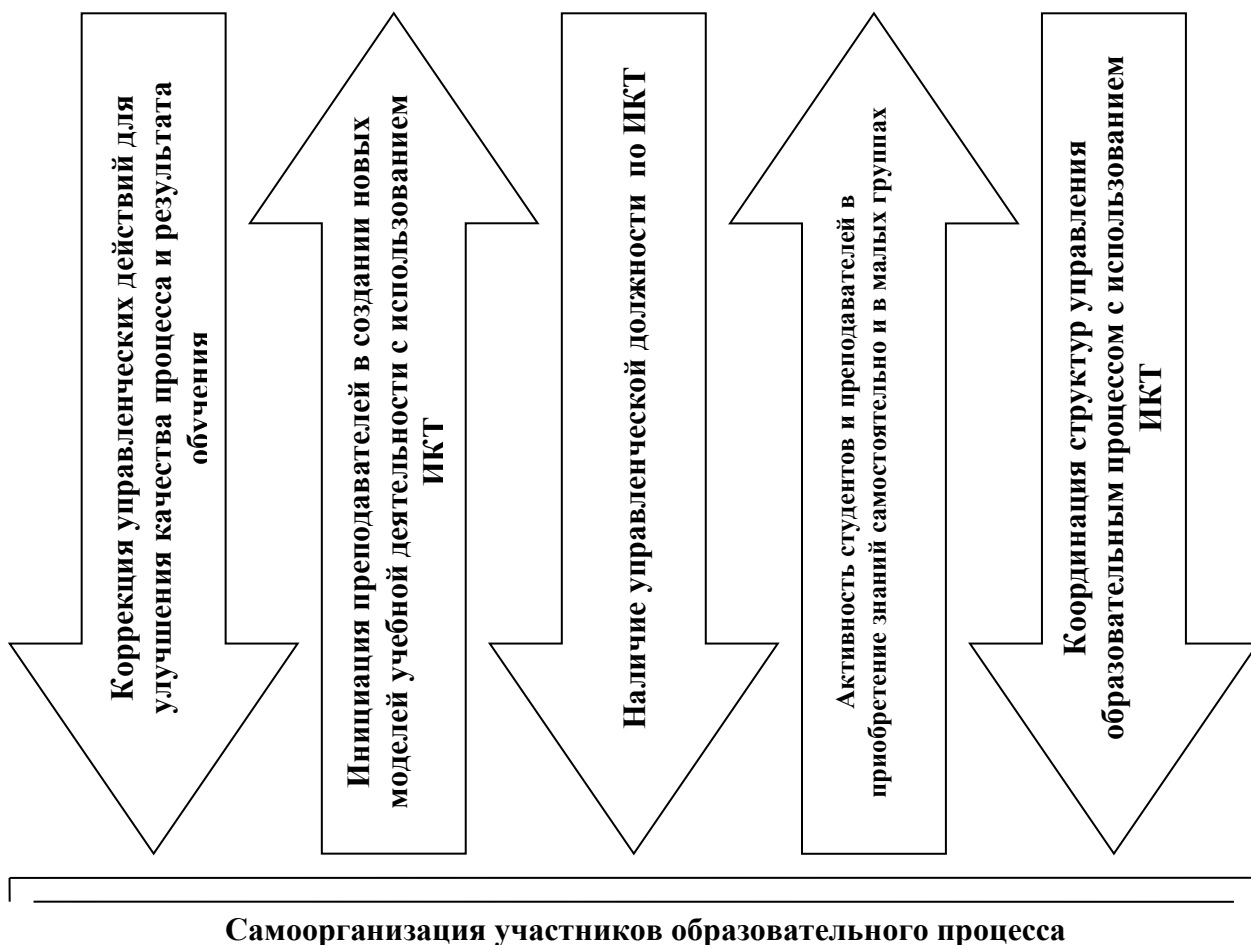 Коррекция управленческих действий для
улучшения качества процесса и результата
обучения
Инициация преподавателей в создании новых
моделей учебной деятельности с использованием
ИКТ
Наличие управленческой должности по ИКТ
Активность студентов и преподавателей в
приобретение знаний самостоятельно и в малых группах
Координация структур управления
образовательным процессом с использованием
ИКТ
Самоорганизация участников образовательного процесса